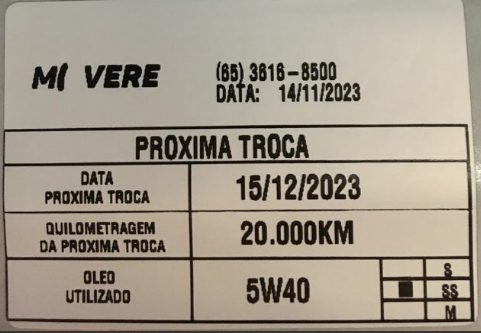 M( VERE
(65) 3616-8500
DATA: 14/11/2023
PROXIMA TROCA
DATA
PROXIMA TROCA
15/12/2023
QUILOMETRAGEM
DA PROXIMA TROCA
20.000KM
OLEO
UTILIZADO
5W40
S
SS
M